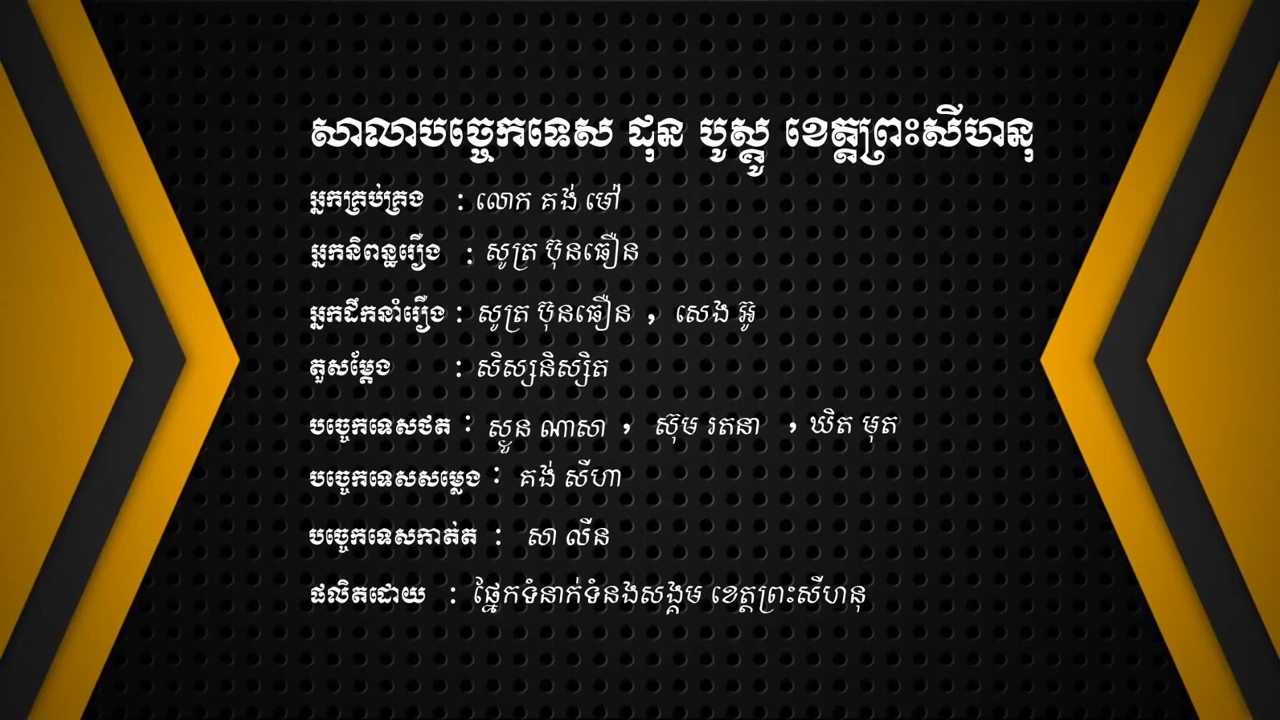 សាលាបច្ចេកទេស ដុន បូស្កូ ខេត្តព្រះសីហនុ
អ្នកគ្រប់គ្រង : លោក គង់ មៅ
អ្នកនិពន្ធរឿង : សូត្រ ប៊ុនធឿន
អ្នកដឹកនាំរឿង : សូត្រ ប៊ុនធឿន , សេង អ៊ូ
តួសម្តែង : សិស្សនិស្សិត
បច្ចេកទេសថត : ស្ងួន ណាសា , ស៊ុម រតនា , ឃិត មុត
បច្ចេកទេសសម្លេង : គង់ សីហា
បច្ចេកទេសកាត់ត : សា លីន
ផលិតដោយ : ផ្នែកទំនាក់ទំនងសង្គម ខេត្តព្រះសីហនុ